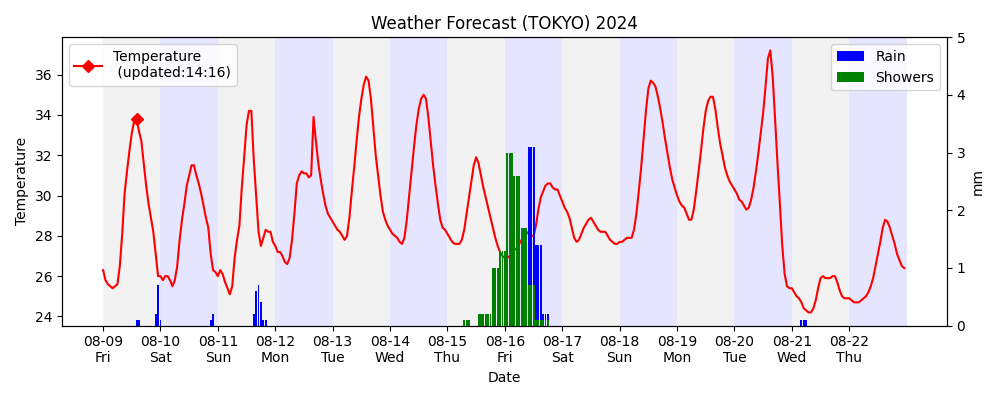 Weather Forecast (TOKYO) 2024
Temperature
(updated:14:16)
Rain
Showers
Temperature
36
34
32
30
28
26
24
5
4
3
2
1
0
mm
08-09 08-10 08-11 08-12 08-13 08-14 08-15 08-16 08-17 08-18 08-19 08-20 08-21 08-22
Fri Sat Sun Mon Tue Wed Thu Fri Sat Sun Mon Tue Wed Thu
Date